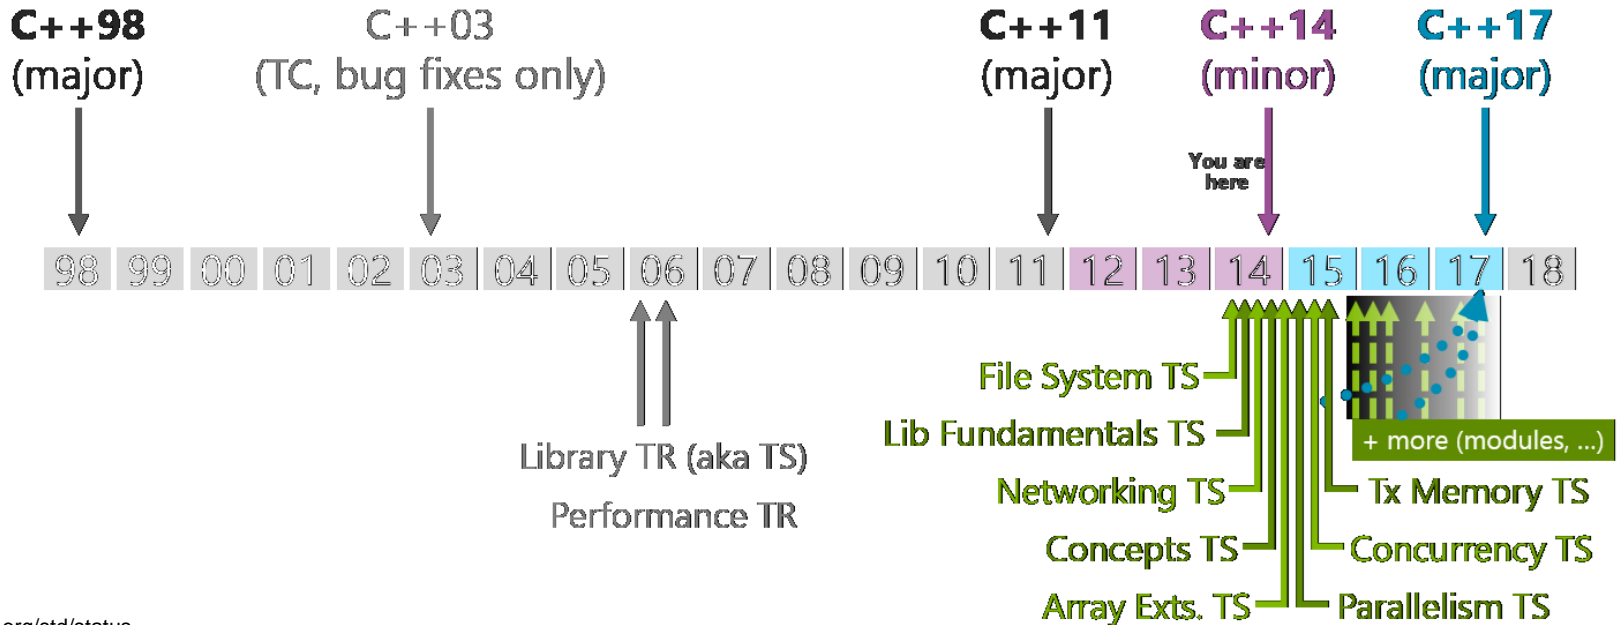 C++98
(major)
C++03
(TC, bug fixes only)
C++11
(major)
C++14
(minor)
C++17
(major)
You are
here
98 99 00 01 02 03 04 05 06 07 08 09 10 11 12 13 14 15 16 17 18
File System TS
Lib Fundamentals TS
+ more (modules, ...)
Library TR (aka TS)
Networking TS
Tx Memory TS
Performance TR
Concepts TS
Concurrency TS
Array Exts. TS
Parallelism TS
org/std/status